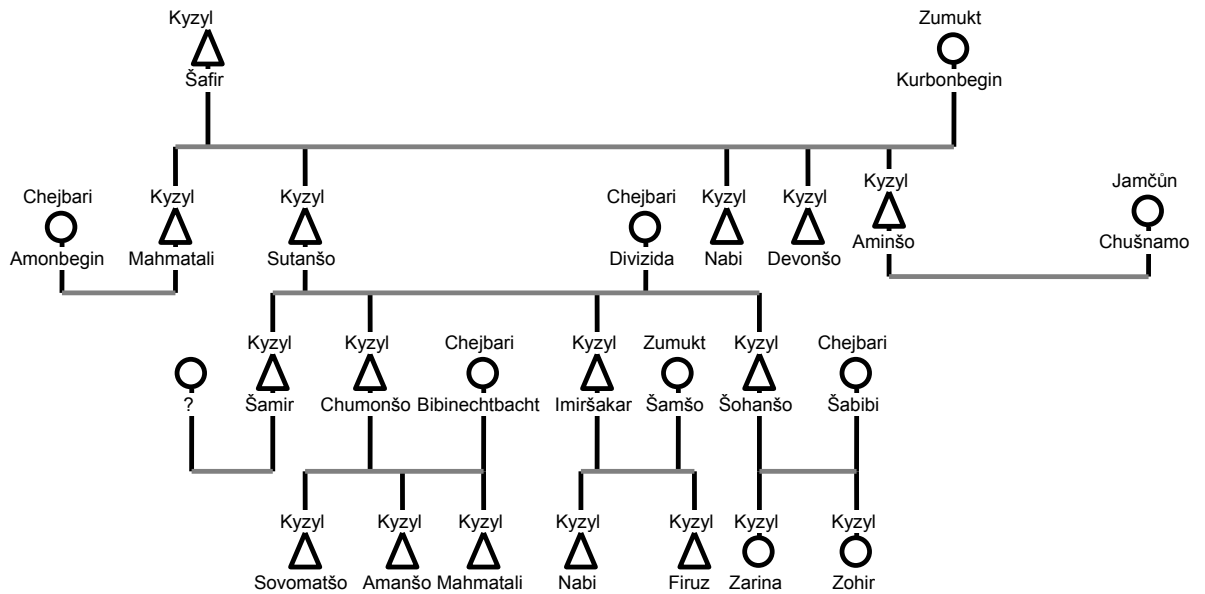 Kyzyl Zumukt
Šafir Kurbonbegin
Chejbari Kyzyl Kyzyl Chejbari Kyzyl Kyzyl Kyzyl Jamčůn
Amonbegin Mahmatali Sutanšo Divizida Nabi Devonšo Aminšo Chušnamo
Kyzyl Kyzyl Chejbari Kyzyl Zumukt Kyzyl Chejbari
? Šamir Chumonšo Bibinechtbacht Imiršakar Šamšo Šohanšo Šabibi
Kyzyl Kyzyl Kyzyl Kyzyl Kyzyl Kyzyl Kyzyl
Sovomatšo Amanšo Mahmatali Nabi Firuz Zarina Zohir